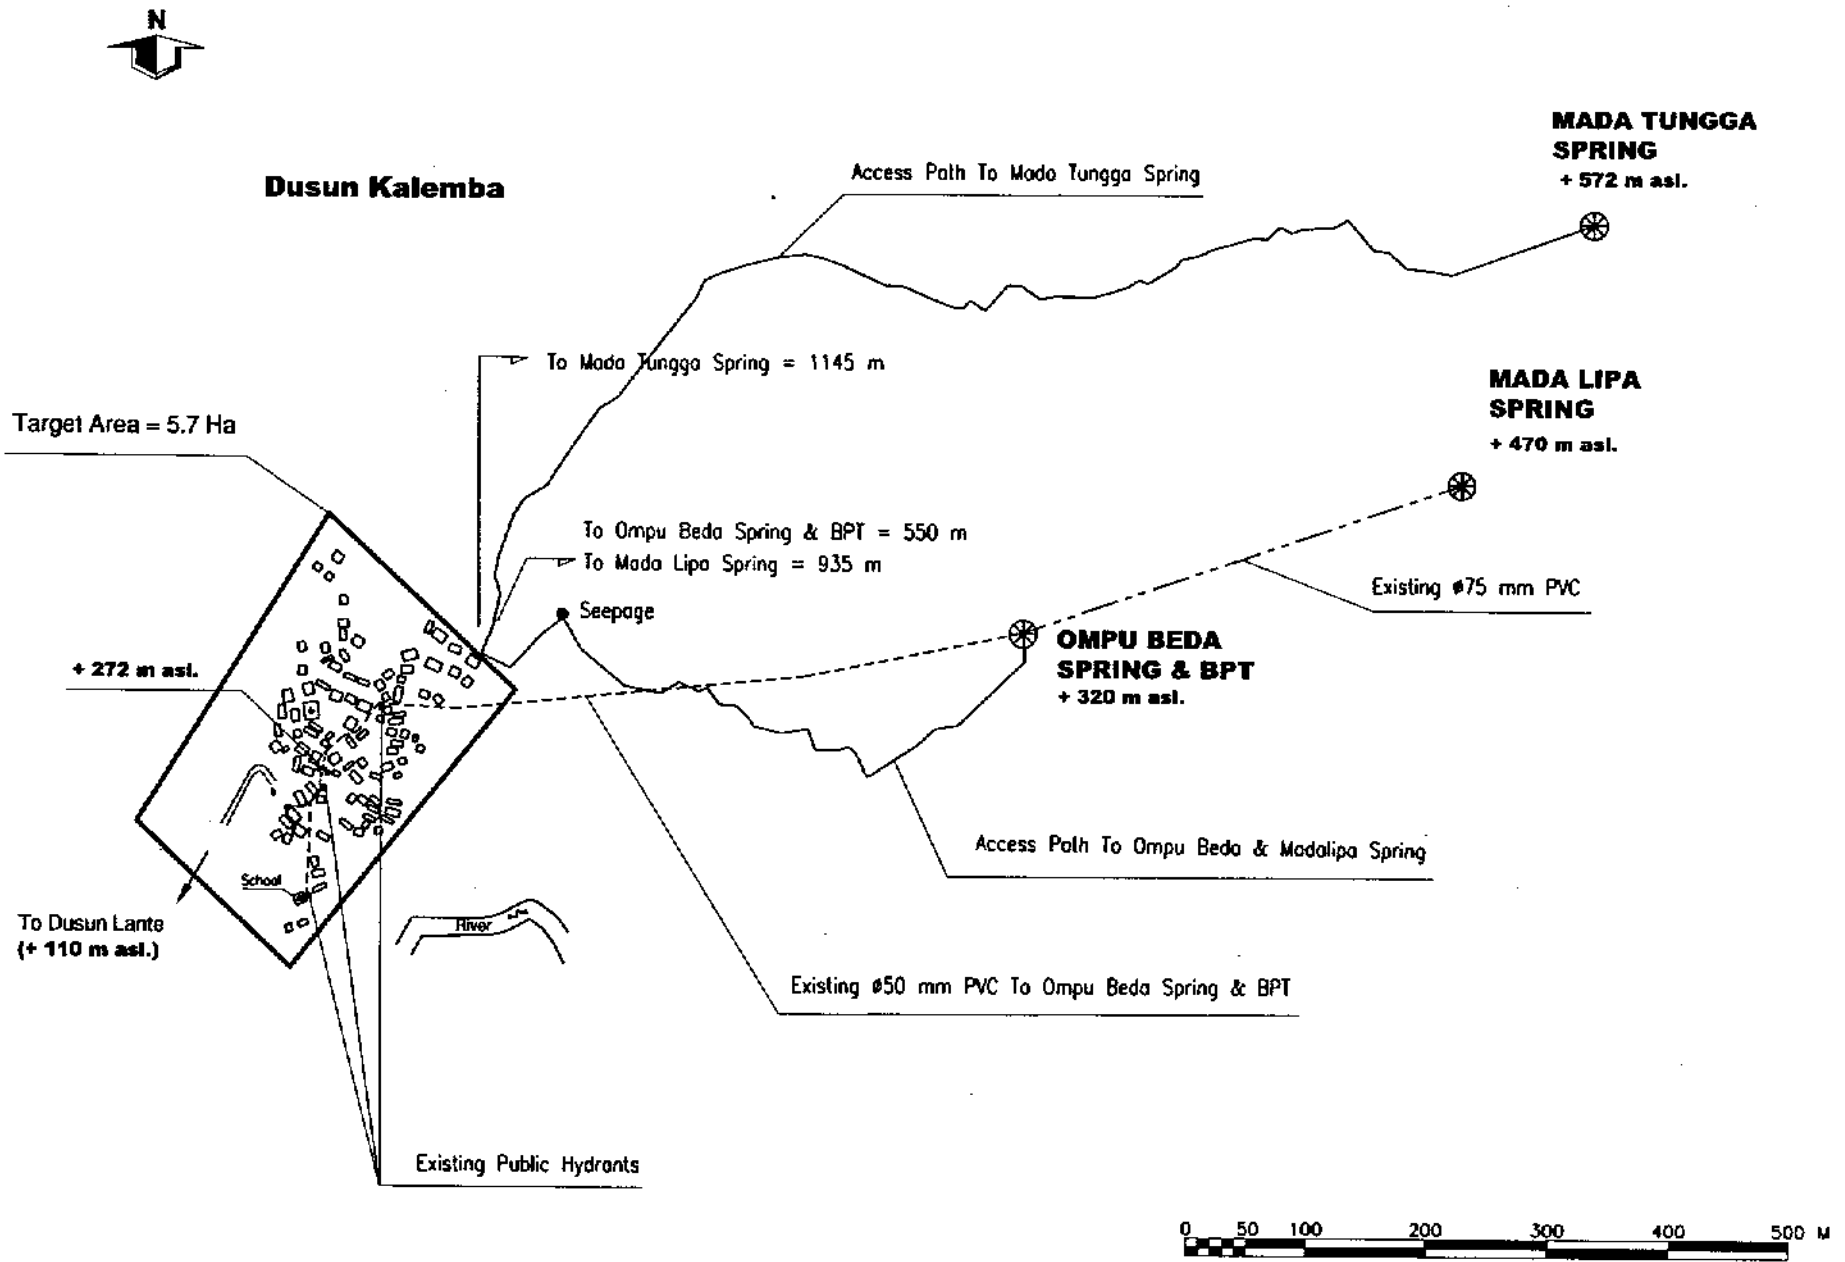 N
MADA TUNGGA
SPRING
+ 572 m asl.
Access Path To Mada Tungga Spring
Dusun Kalemba
To Mada Tungga Spring = 1145 m
MADA LIPA
SPRING
+ 470 m asl.
Target Area = 5.7 Ha
To Ompu Beda Spring & BPT = 550 m
To Mada Lipa Spring = 935 m
Existing ø75 mm PVC
Seepage
OMPU BEDA
SPRING & BPT
+ 320 m asl.
+ 272 m asl.
Access Path To Ompu Beda & Madalipa Spring
School
To Dusun Lante
(+ 110 m asl.)
River
Existing ø50 mm PVC To Ompu Beda Spring & BPT
Existing Public Hydrants
0 50 100 200 300 400 500 M